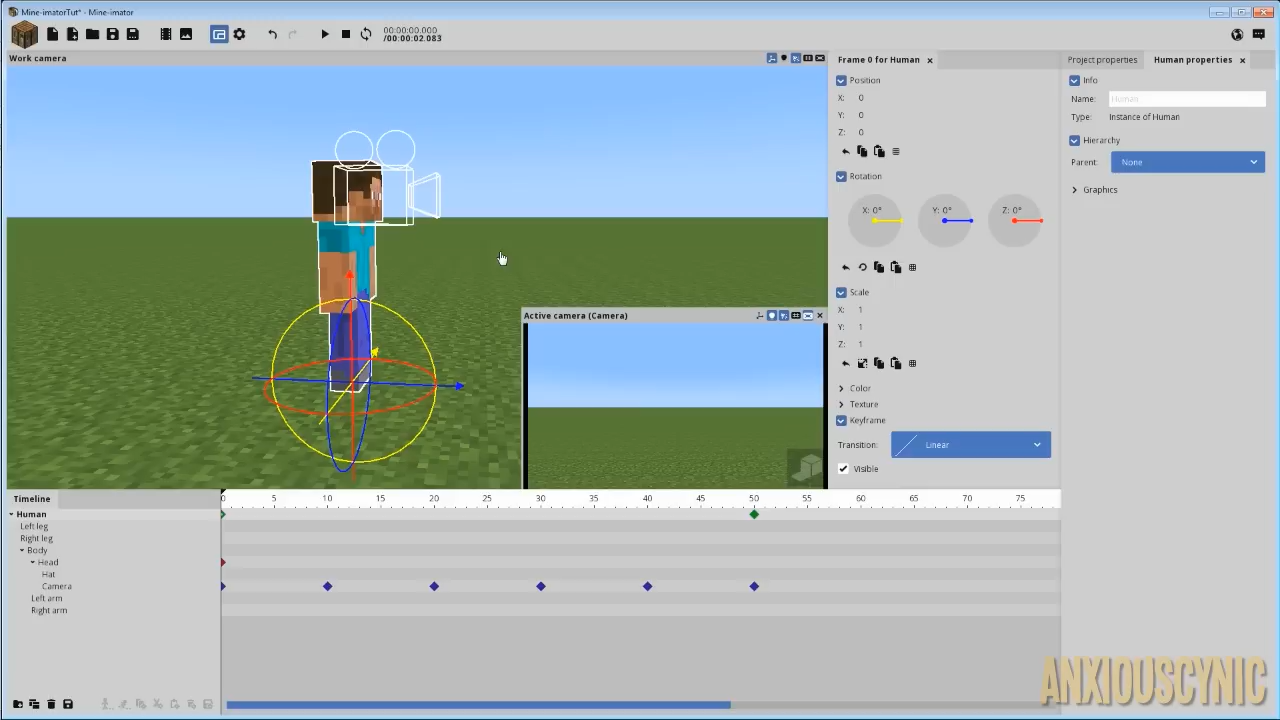 Mine-imatorTut* - Mine-imator
00:00:00.000
/00:00:02.083
Work camera
Active camera (Camera)
Frame 0 for Human
Position
X: 0
Y: 0
Z: 0
Rotation
X: 0° Y: 0° Z: 0°
Scale
X: 1
Y: 1
Z: 1
Color
Texture
Keyframe
Transition: Linear
Visible
Project properties Human properties
Info
Name: Human
Type: Instance of Human
Hierarchy
Parent: None
Graphics
Timeline
0 5 10 15 20 25 30 35 40 45 50 55 60 65 70 75
Human
Left leg
Right leg
Body
Head
Hat
Camera
Left arm
Right arm
ANXIOUSCYNIC